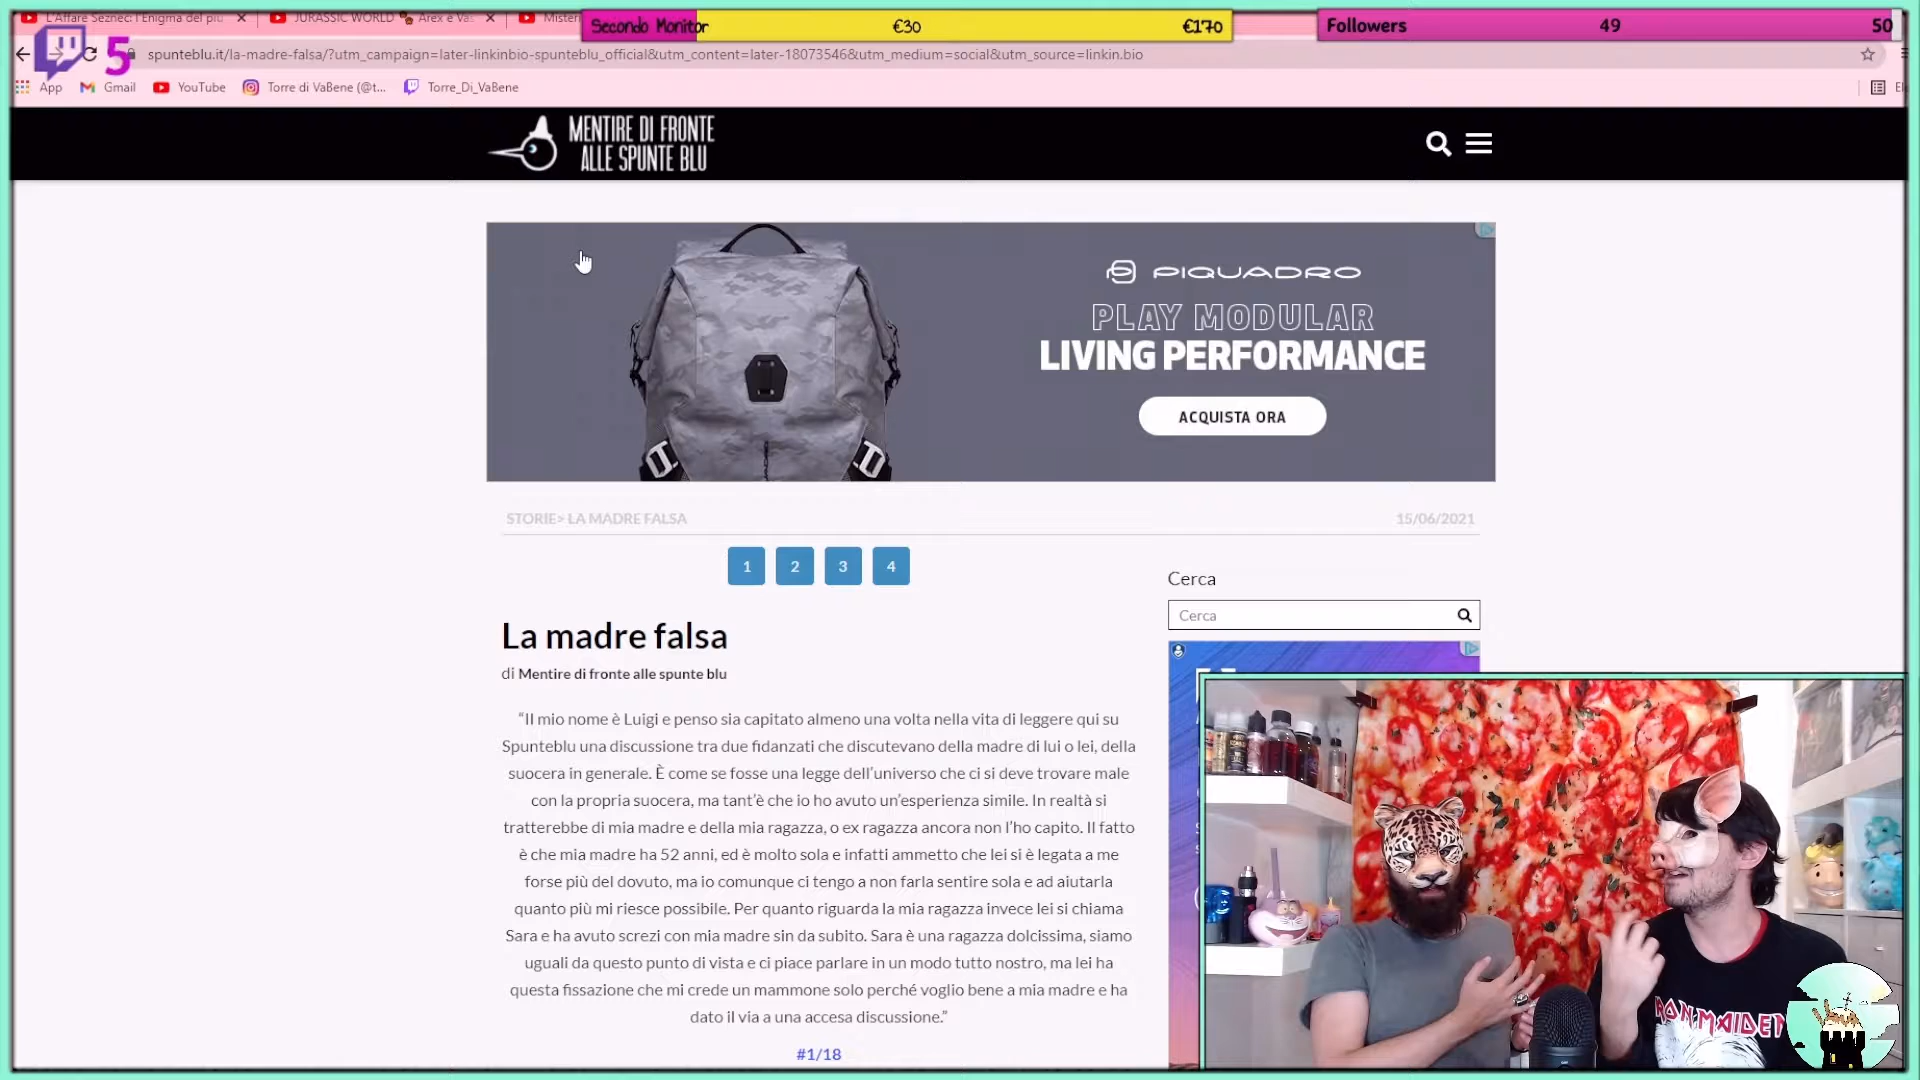 L'Affare Seznec: l'Enigma del più
JURASSIC WORLD
Arex e Vas
Secondo Monitor
€30
€170
Followers
49
50
5
spunteblu.it/la-madre-falsa/?utm_campaign=later-linkinbio-spunteblu_official&utm_content=later-18073546&utm_medium=social&utm_source=linkin.bio
App
Gmail
YouTube
Torre di VaBene (@t...
Torre_Di_VaBene
MENTIRE DI FRONTE
ALLE SPUNTE BLU
PIQUADRO
PLAY MODULAR
LIVING PERFORMANCE
ACQUISTA ORA
STORIE> LA MADRE FALSA
15/06/2021
1 2 3 4
Cerca
Cerca
La madre falsa
di Mentire di fronte alle spunte blu
“Il mio nome è Luigi e penso sia capitato almeno una volta nella vita di leggere qui su
Spunteblu una discussione tra due fidanzati che discutevano della madre di lui o lei, della
suocera in generale. È come se fosse una legge dell’universo che ci si deve trovare male
con la propria suocera, ma tant’è che io ho avuto un’esperienza simile. In realtà si
tratterebbe di mia madre e della mia ragazza, o ex ragazza ancora non l’ho capito. Il fatto
è che mia madre ha 52 anni, ed è molto sola e infatti ammetto che lei si è legata a me
forse più del dovuto, ma io comunque ci tengo a non farla sentire sola e ad aiutarla
quanto più mi riesce possibile. Per quanto riguarda la mia ragazza invece lei si chiama
Sara e ha avuto screzi con mia madre sin da subito. Sara è una ragazza dolcissima, siamo
uguali da questo punto di vista e ci piace parlare in un modo tutto nostro, ma lei ha
questa fissazione che mi crede un mammone solo perché voglio bene a mia madre e ha
dato il via a una accesa discussione.”
#1/18
IRON MAIDEN